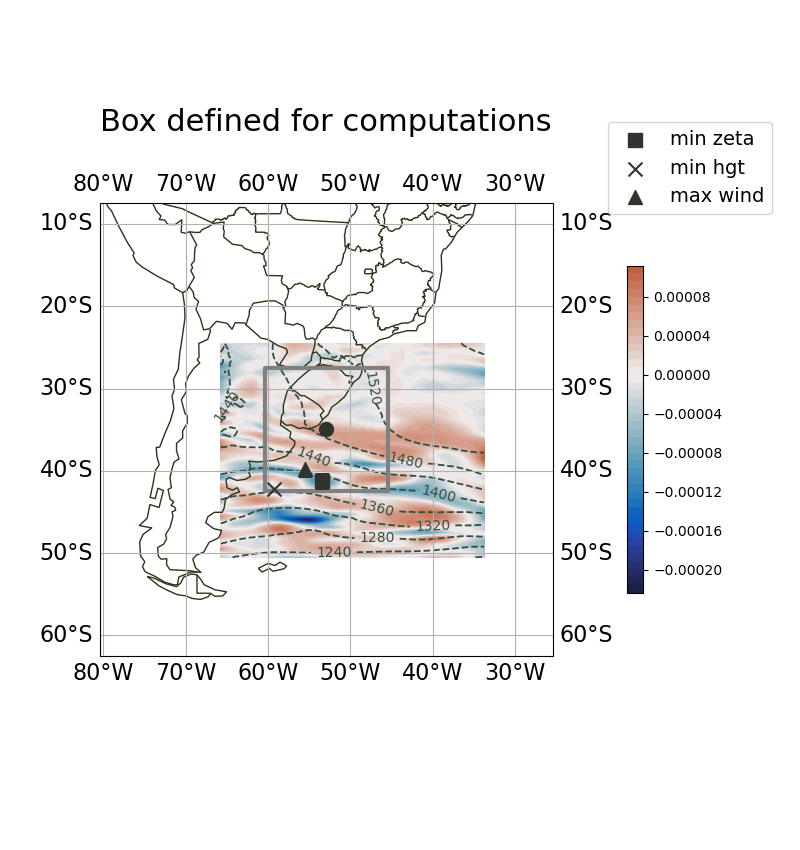 Box defined for computations
min zeta
min hgt
max wind
80°W 70°W 60°W 50°W 40°W 30°W
10°S 10°S
20°S 20°S
30°S 30°S
40°S 40°S
50°S 50°S
60°S 60°S
80°W 70°W 60°W 50°W 40°W 30°W
1440
1520
1440
1480
1400
1360
1320
1280
1240
0.00008
0.00004
0.00000
−0.00004
−0.00008
−0.00012
−0.00016
−0.00020